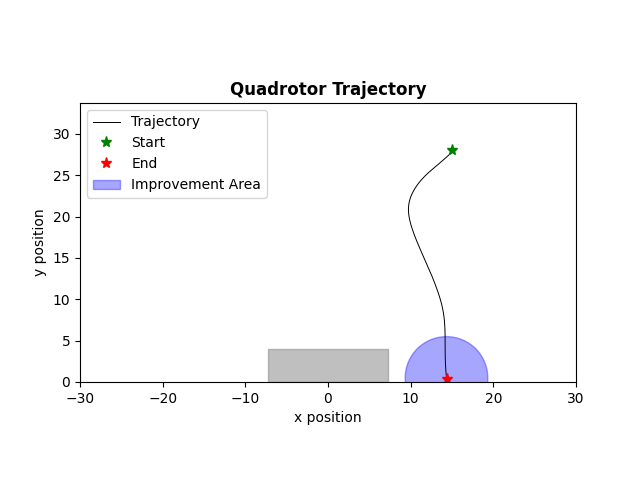 Quadrotor Trajectory
Trajectory
Start
End
Improvement Area
y position
30
25
20
15
10
5
0
−30
−20
−10
0
10
20
30
x position